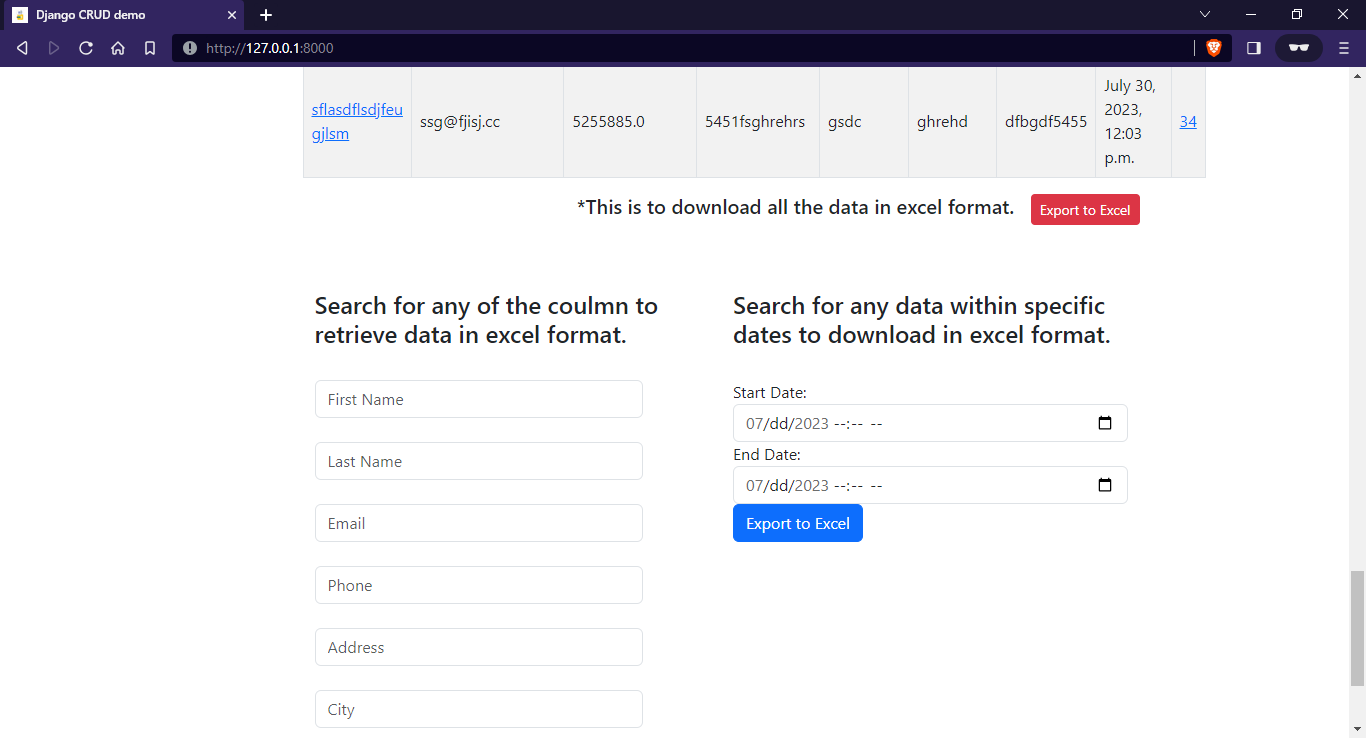 Django CRUD demo
http://127.0.0.1:8000
sflasdflsdjfeu
gjlsm
ssg@fjisj.cc
5255885.0
5451fsghrehrs
gsdc
ghrehd
dfbgdf5455
July 30,
2023,
12:03
p.m.
34
*This is to download all the data in excel format.
Export to Excel
Search for any of the coulmn to
retrieve data in excel format.
First Name
Last Name
Email
Phone
Address
City
Search for any data within specific
dates to download in excel format.
Start Date:
07/dd/2023 --:-- --
End Date:
07/dd/2023 --:-- --
Export to Excel